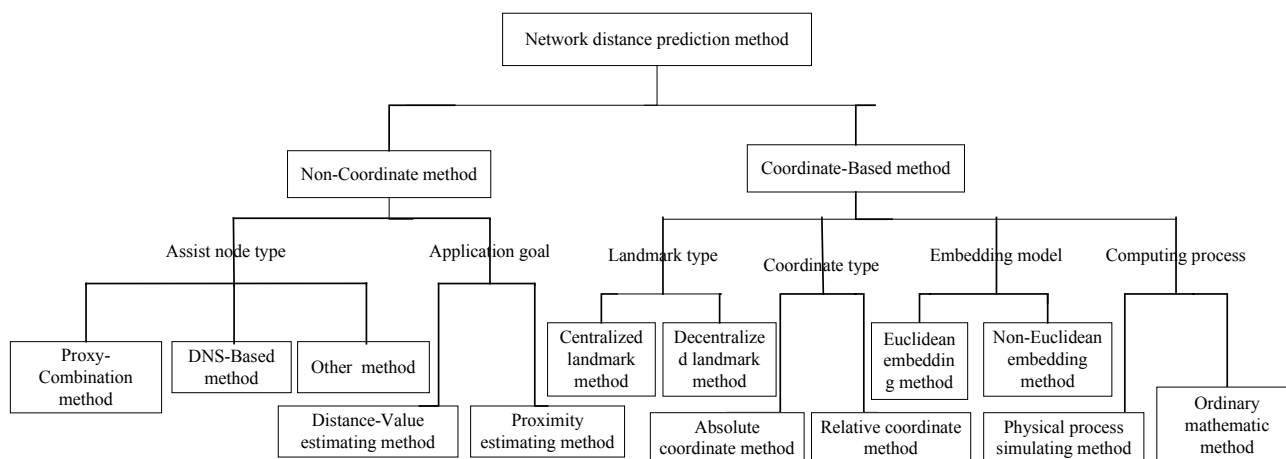 Network distance prediction method
Non-Coordinate method
Coordinate-Based method
Assist node type
Application goal
Landmark type
Coordinate type
Embedding model
Computing process
Proxy-
Combination
method
DNS-Based
method
Other method
Centralized
landmark
method
Decentralize
d landmark
method
Euclidean
embeddin
g method
Non-Euclidean
embedding
method
Distance-Value
estimating method
Proximity
estimating method
Absolute
coordinate method
Relative coordinate
method
Physical process
simulating method
Ordinary
mathematic
method